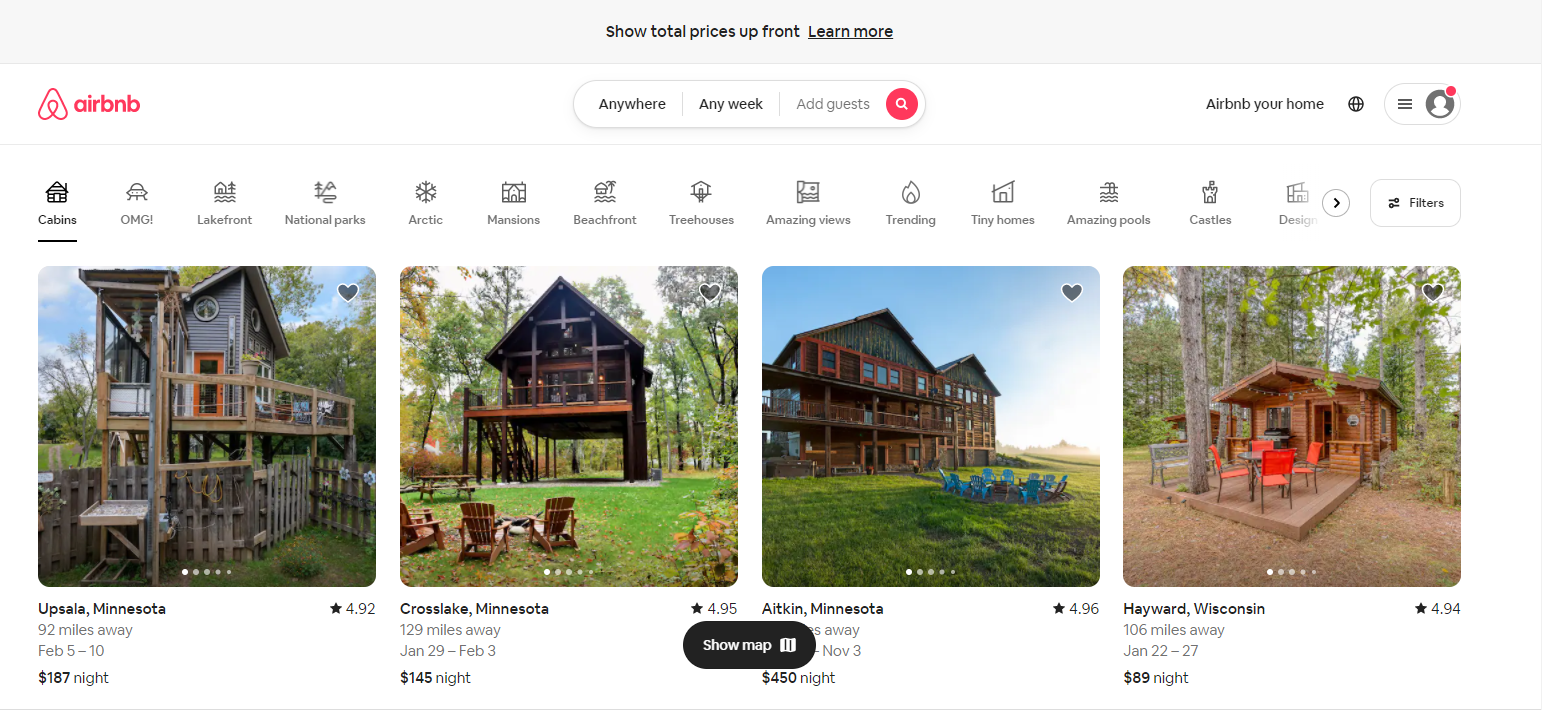 Show total prices up front Learn more
airbnb
Anywhere Any week Add guests
Airbnb your home
Cabins OMG! Lakefront National parks Arctic Mansions Beachfront Treehouses Amazing views Trending Tiny homes Amazing pools Castles Design
Filters
Upsala, Minnesota 4.92
92 miles away
Feb 5 – 10
$187 night
Crosslake, Minnesota 4.95
129 miles away
Jan 29 – Feb 3
$145 night
Aitkin, Minnesota 4.96
away
– Nov 3
$450 night
Hayward, Wisconsin 4.94
106 miles away
Jan 22 – 27
$89 night
Show map